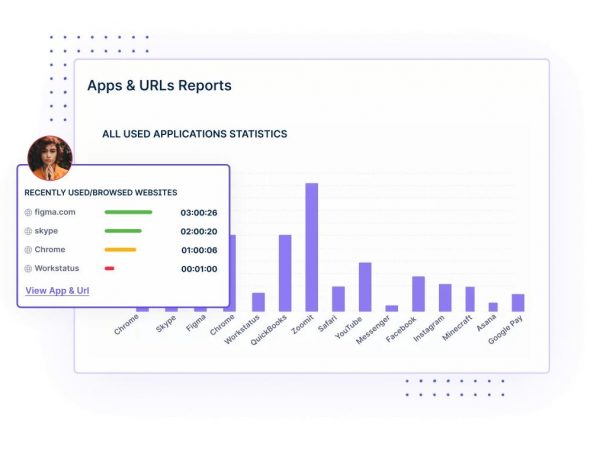 Apps & URLs Reports
ALL USED APPLICATIONS STATISTICS
RECENTLY USED/BROWSED WEBSITES
figma.com 03:00:26
skype 02:00:20
Chrome 01:00:06
Workstatus 00:01:00
View App & Url
Chrome
Skype
Figma
Chrome
Workstatus
QuickBooks
Zoomit
Safari
YouTube
Messenger
Facebook
Instagram
Minecraft
Asana
Google Pay